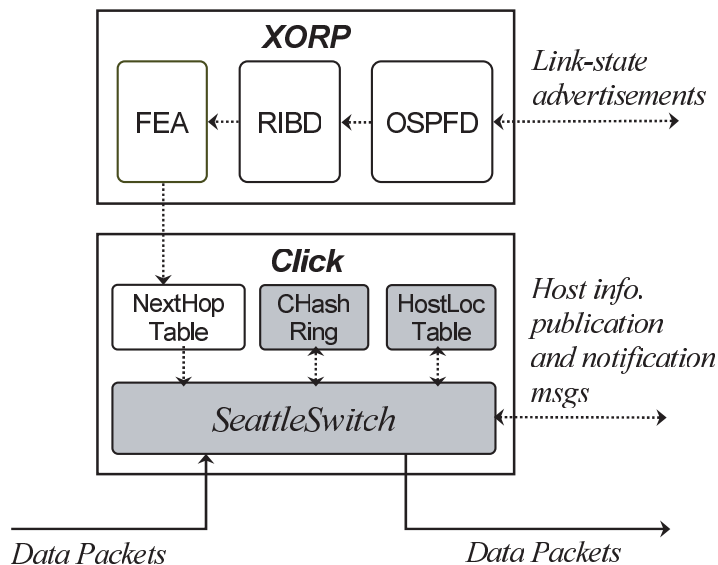 XORP
FEA
RIBD
OSPFD
Link-state
advertisements
Click
NextHop
Table
CHash
Ring
HostLoc
Table
Host info.
publication
and notification
msgs
SeattleSwitch
Data Packets
Data Packets